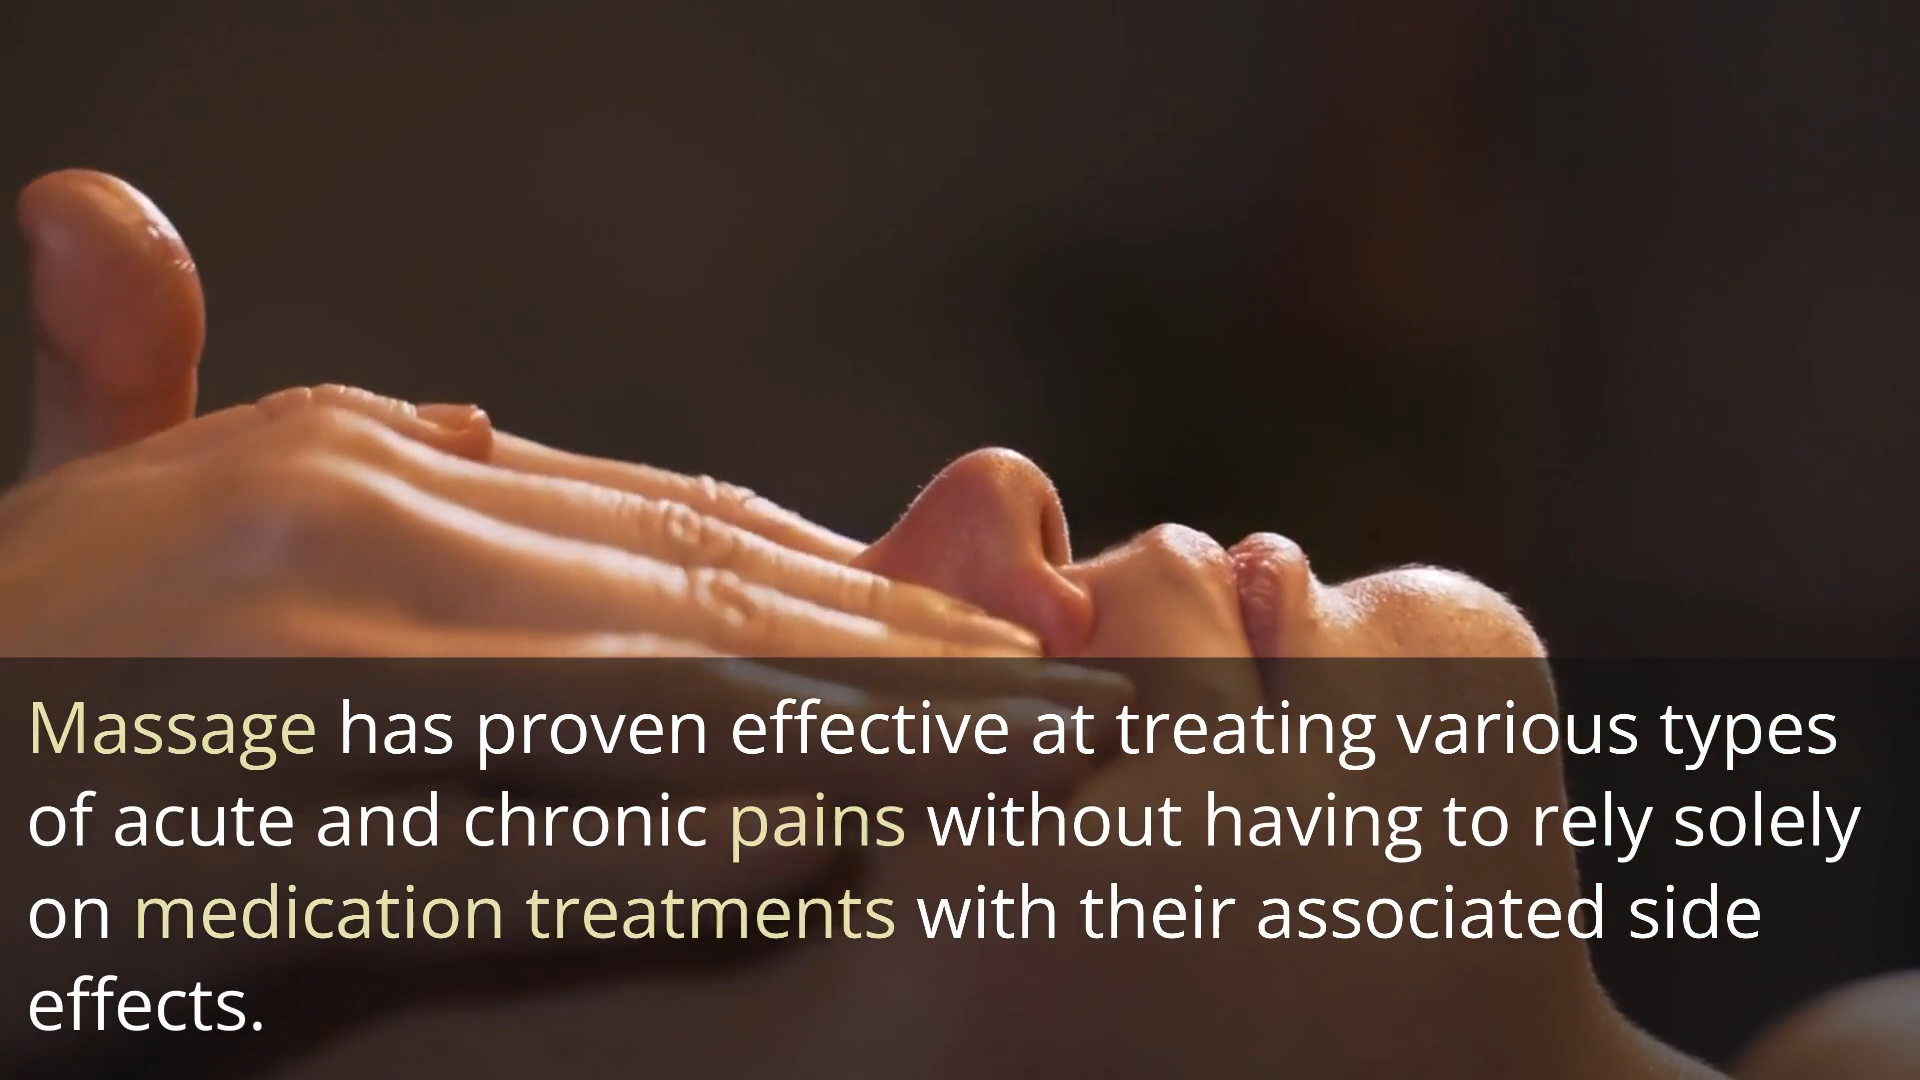 Massage has proven effective at treating various types
of acute and chronic pains without having to rely solely
on medication treatments with their associated side
effects.